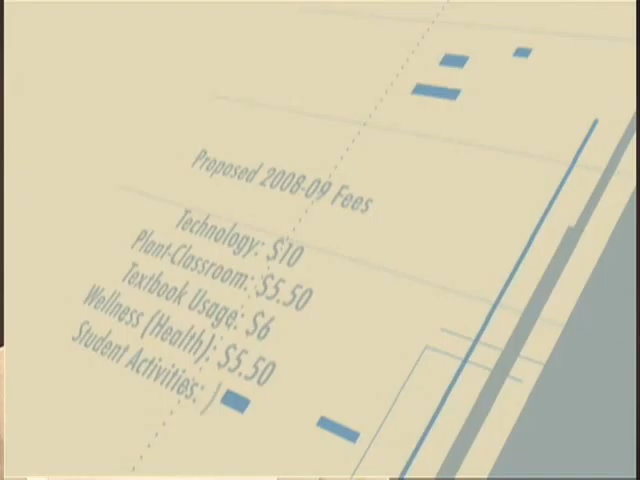 Proposed 2008-09 Fees
Technology: $10
Plant-Classroom: $5.50
Textbook Usage: $6
Wellness (Health): $5.50
Student Activities: